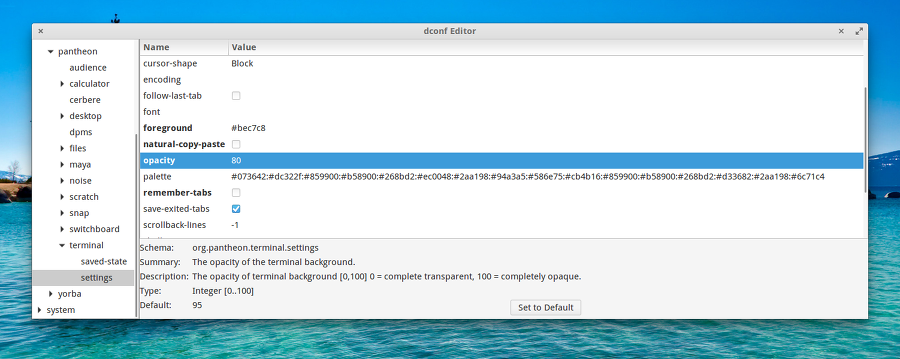 dconf Editor
pantheon
audience
calculator
cerbere
desktop
dpms
files
maya
noise
scratch
snap
switchboard
terminal
saved-state
settings
yorba
system
Name Value
cursor-shape Block
encoding
follow-last-tab
font
foreground #bec7c8
natural-copy-paste
opacity 80
palette #073642:#dc322f:#859900:#b58900:#268bd2:#ec0048:#2aa198:#94a3a5:#586e75:#cb4b16:#859900:#b58900:#268bd2:#d33682:#2aa198:#6c71c4
remember-tabs
save-exited-tabs
scrollback-lines -1
Schema: org.pantheon.terminal.settings
Summary: The opacity of the terminal background.
Description: The opacity of terminal background [0,100] 0 = complete transparent, 100 = completely opaque.
Type: Integer [0..100]
Default: 95
Set to Default